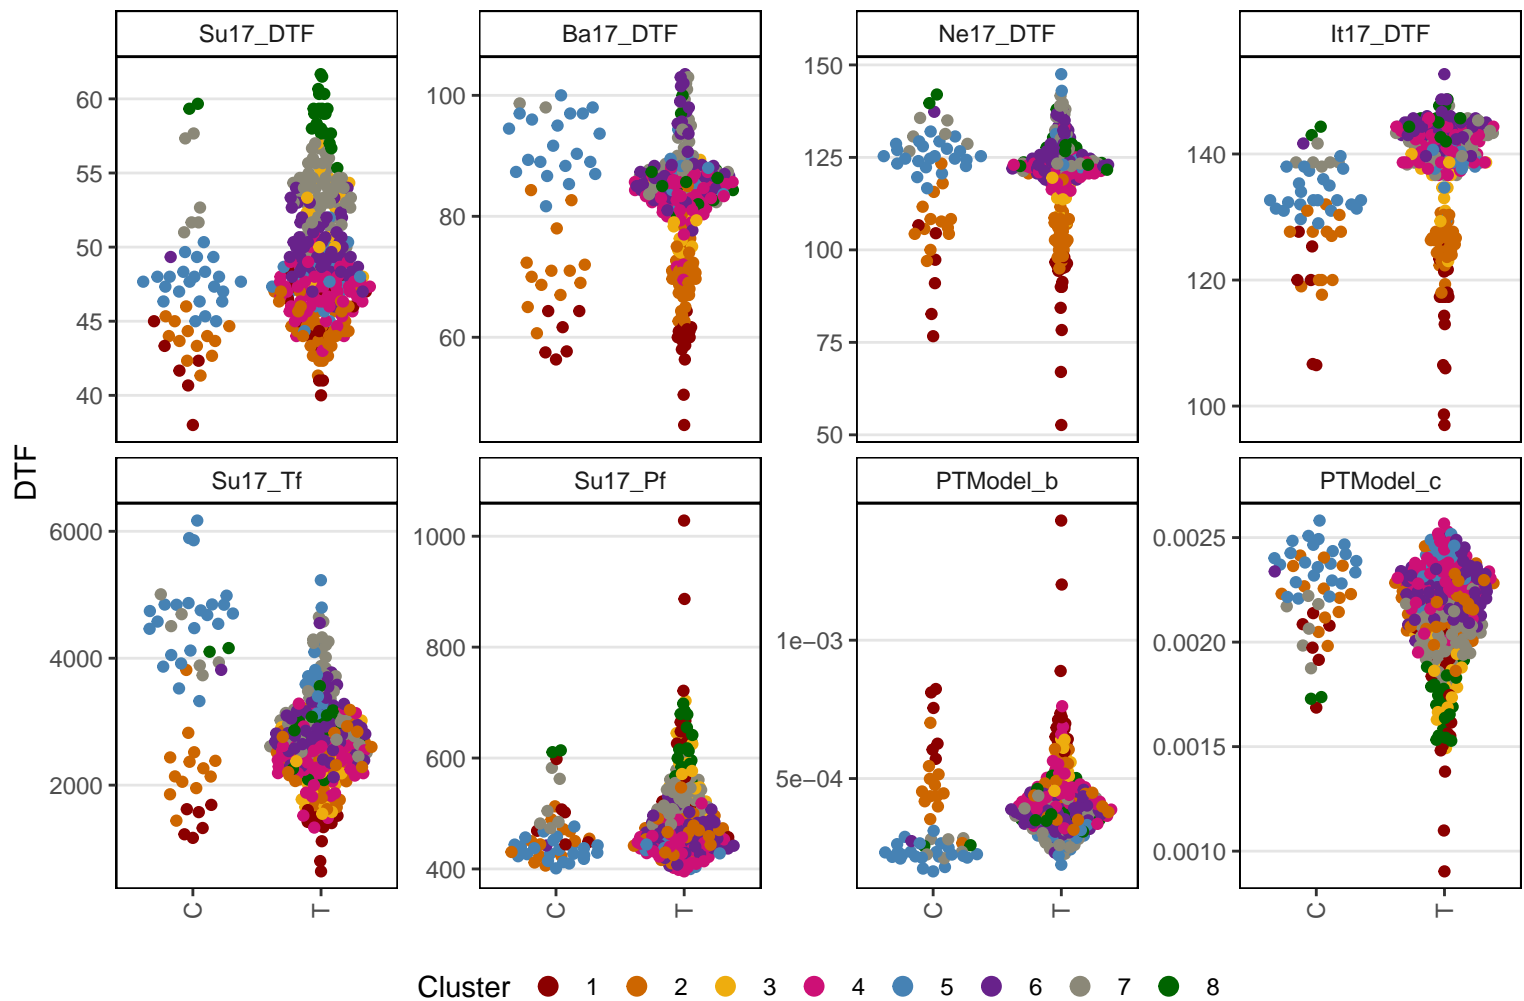 Su17_DTF
Ba17_DTF
Ne17_DTF
It17_DTF
60
55
50
45
40
100
80
60
150
125
100
75
50
140
120
100
DTF
Su17_Tf
Su17_Pf
PTModel_b
PTModel_c
6000
4000
2000
1000
800
600
400
1e−03
5e−04
0.0025
0.0020
0.0015
0.0010
C T
C T
C T
C T
Cluster 1 2 3 4 5 6 7 8